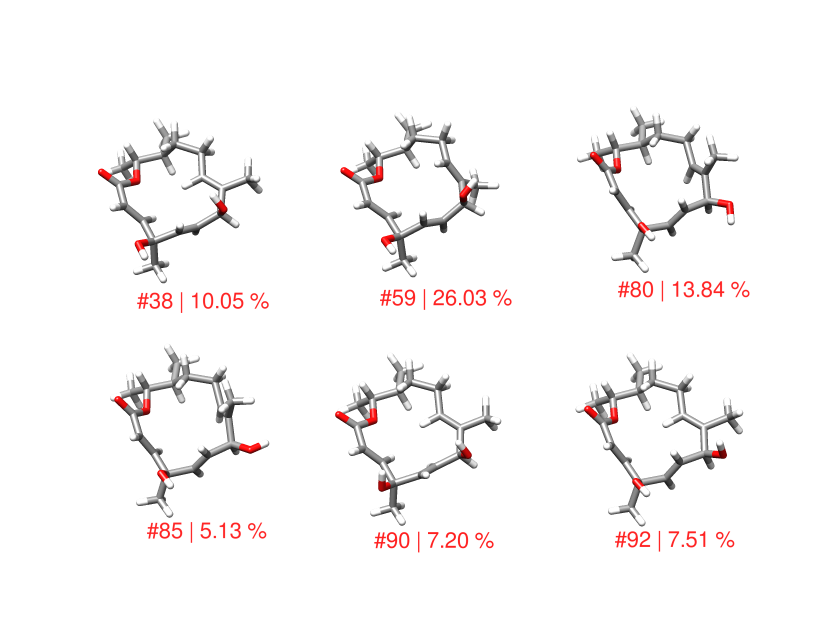 #38 | 10.05 %
#59 | 26.03 %
#80 | 13.84 %
#85 | 5.13 %
#90 | 7.20 %
#92 | 7.51 %